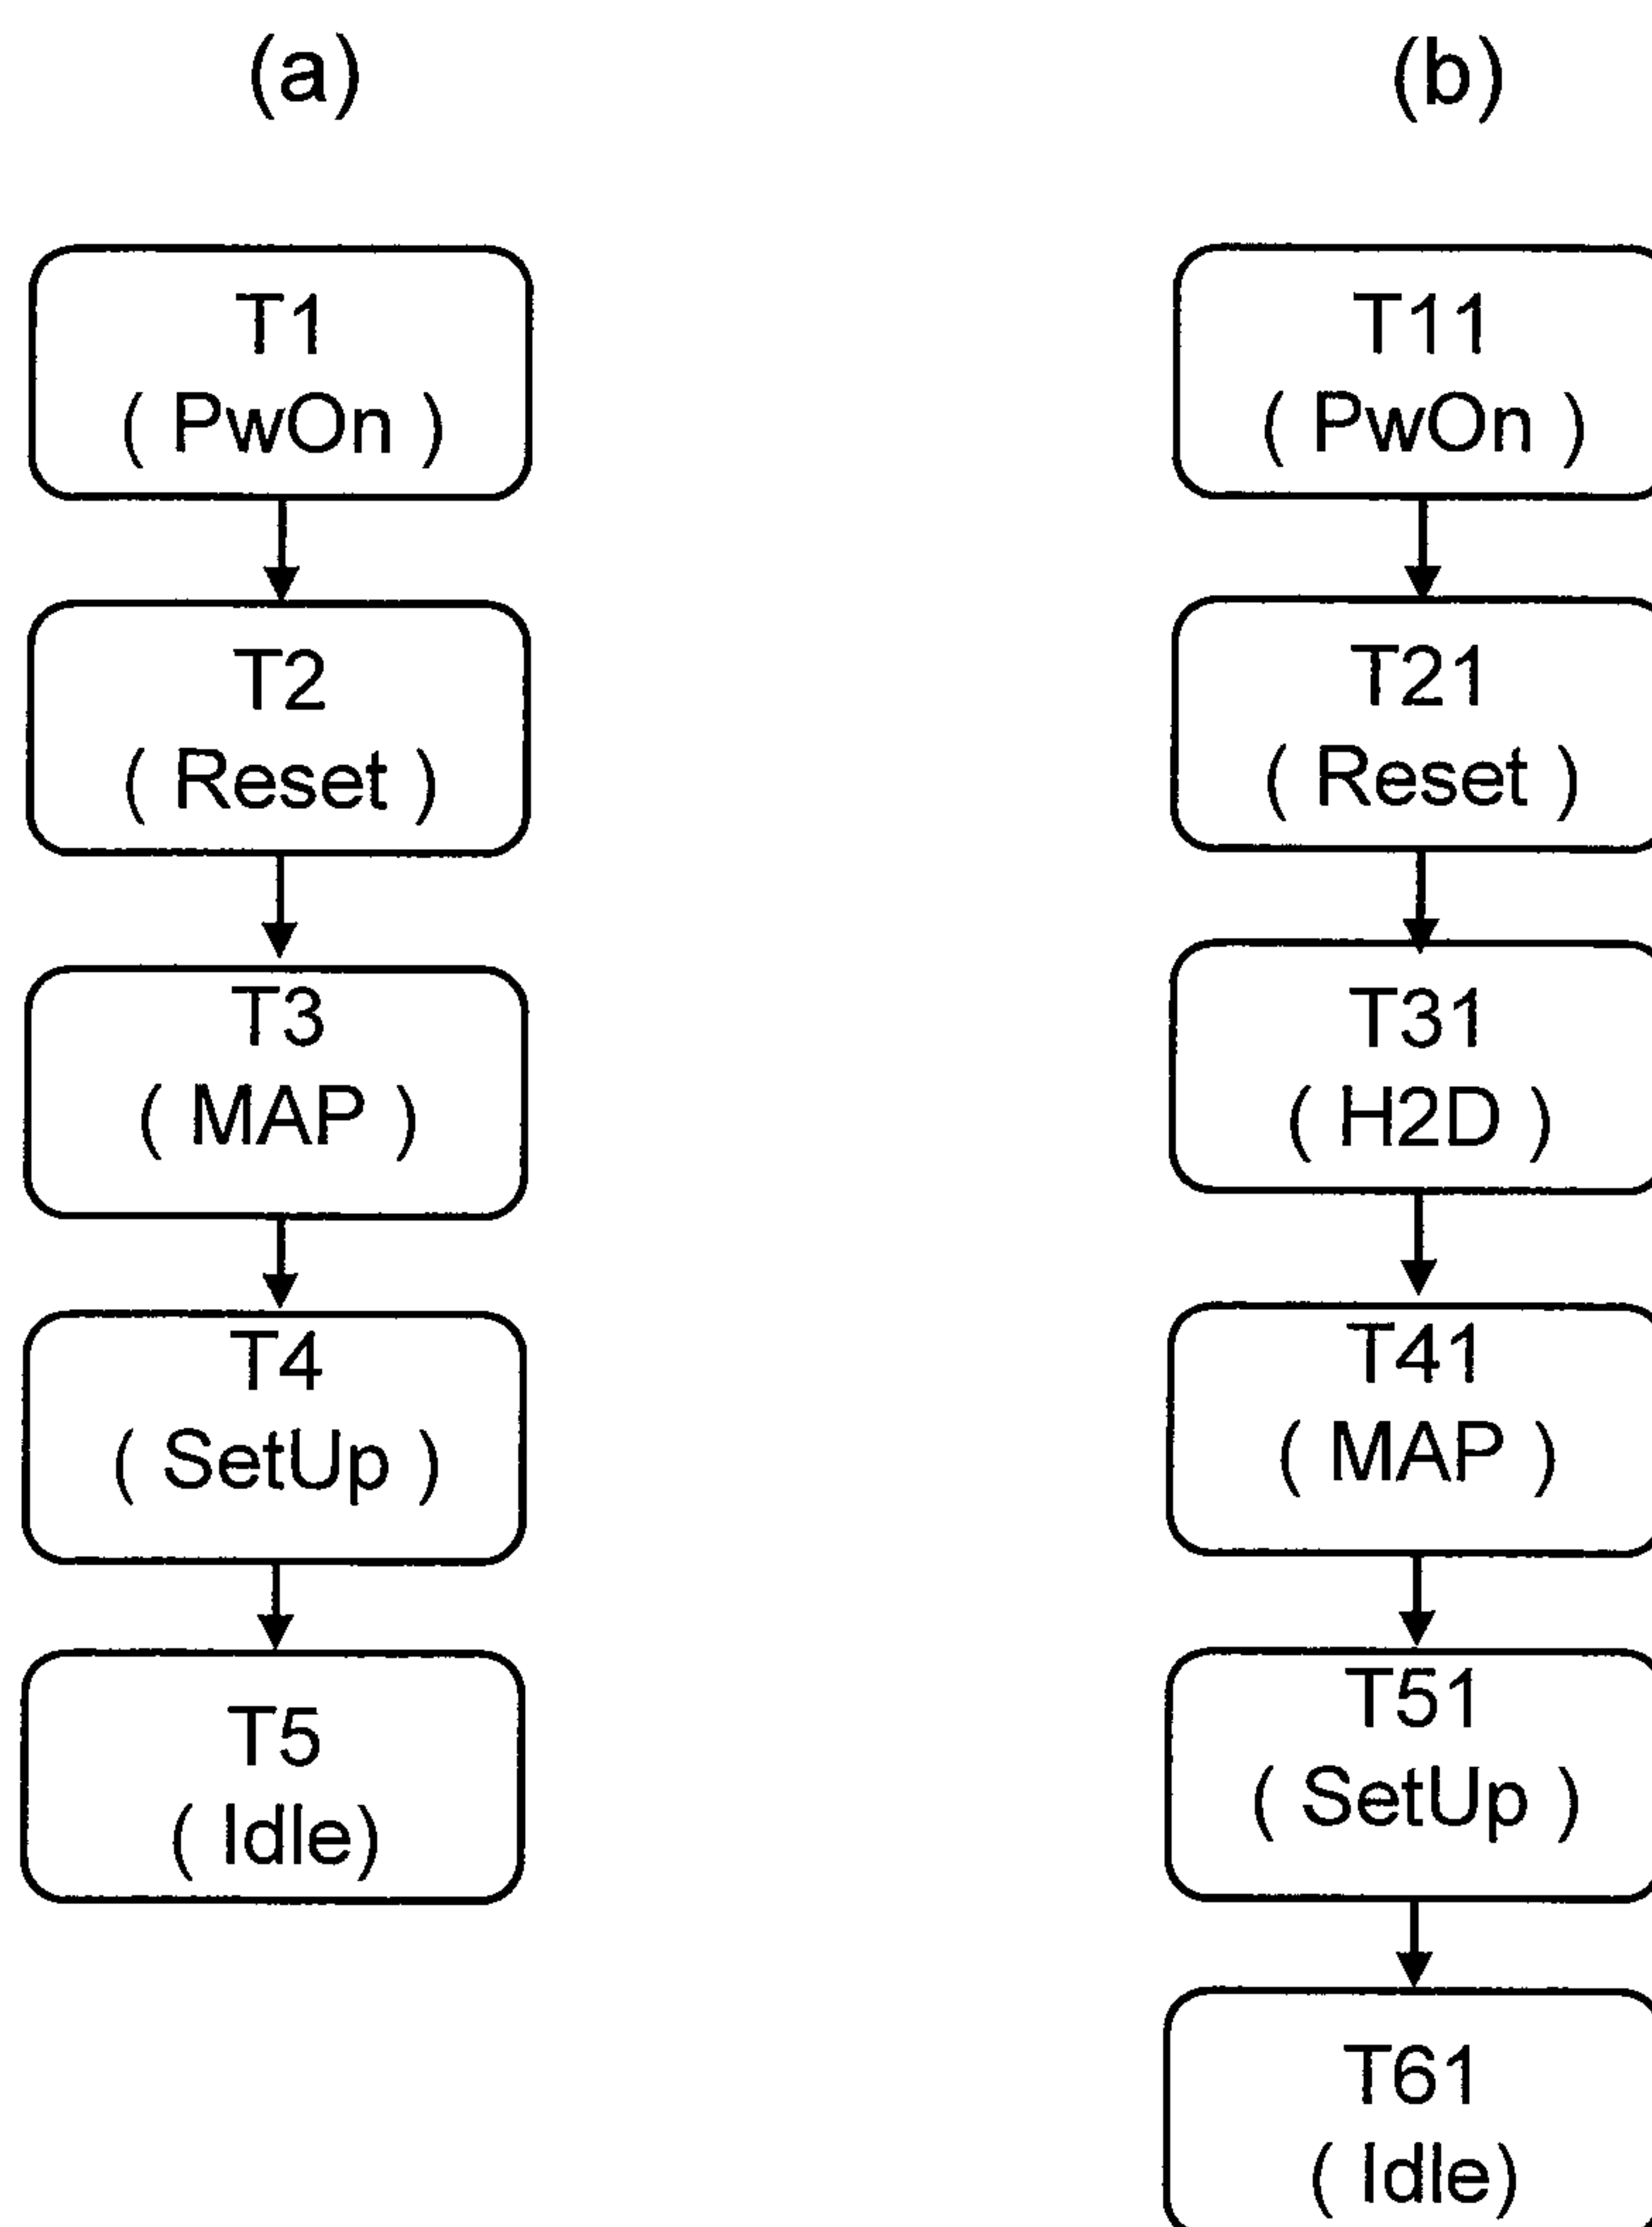 (a)
T1
( PwOn )
T2
( Reset )
T3
( MAP )
T4
( SetUp )
T5
( Idle)
(b)
T11
( PwOn )
T21
( Reset )
T31
( H2D )
T41
( MAP )
T51
( SetUp )
T61
( Idle)